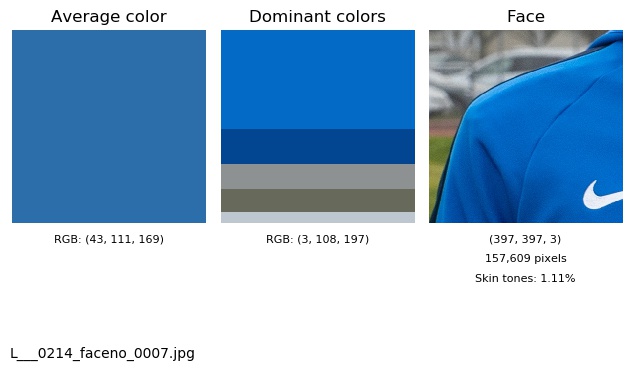 Average color
Dominant colors
Face
RGB: (43, 111, 169)
RGB: (3, 108, 197)
(397, 397, 3)
157,609 pixels
Skin tones: 1.11%
L___0214_faceno_0007.jpg